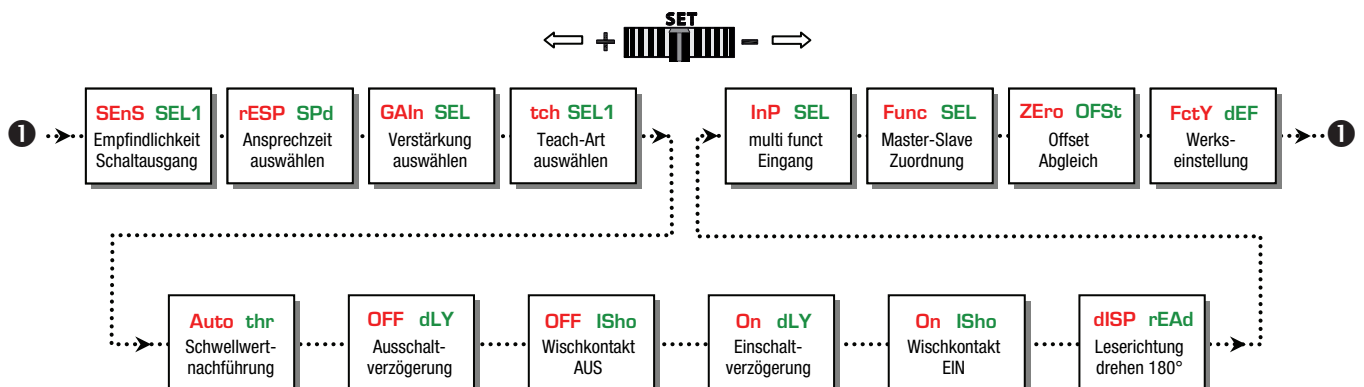 SET
+ -
❶
SEnS SEL1
Empfindlichkeit
Schaltausgang
rESP SPd
Ansprechzeit
auswählen
GAIn SEL
Verstärkung
auswählen
tch SEL1
Teach-Art
auswählen
Auto thr
Schwellwert-
nachführung
OFF dLY
Ausschalt-
verzögerung
OFF ISho
Wischkontakt
AUS
On dLY
Einschalt-
verzögerung
On ISho
Wischkontakt
EIN
dISP rEAd
Leserichtung
drehen 180°
InP SEL
multi funct
Eingang
Func SEL
Master-Slave
Zuordnung
ZEro OFSt
Offset
Abgleich
FctY dEF
Werks-
einstellung
❶